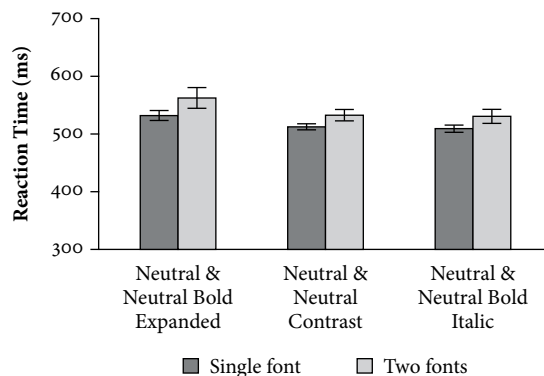 700
600
500
400
300
Reaction Time (ms)
Neutral &
Neutral Bold
Expanded
Neutral &
Neutral
Contrast
Neutral &
Neutral Bold
Italic
Single font
Two fonts